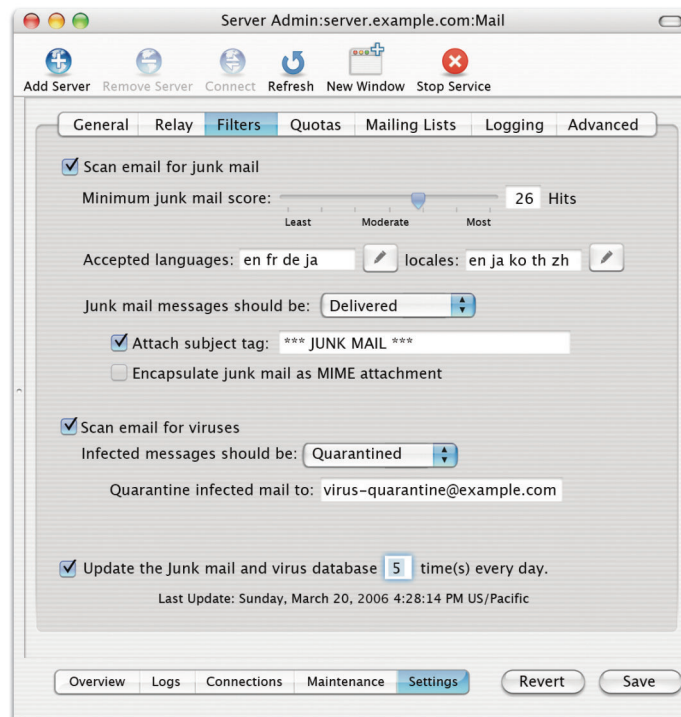 Server Admin:server.example.com:Mail
Add Server Remove Server Connect Refresh New Window Stop Service
General Relay Filters Quotas Mailing Lists Logging Advanced
Scan email for junk mail
Minimum junk mail score: 26 Hits
Least Moderate Most
Accepted languages: en fr de ja locales: en ja ko th zh
Junk mail messages should be: Delivered
Attach subject tag: *** JUNK MAIL ***
Encapsulate junk mail as MIME attachment
Scan email for viruses
Infected messages should be: Quarantined
Quarantine infected mail to: virus-quarantine@example.com
Update the Junk mail and virus database 5 time(s) every day.
Last Update: Sunday, March 20, 2006 4:28:14 PM US/Pacific
Overview Logs Connections Maintenance Settings Revert Save